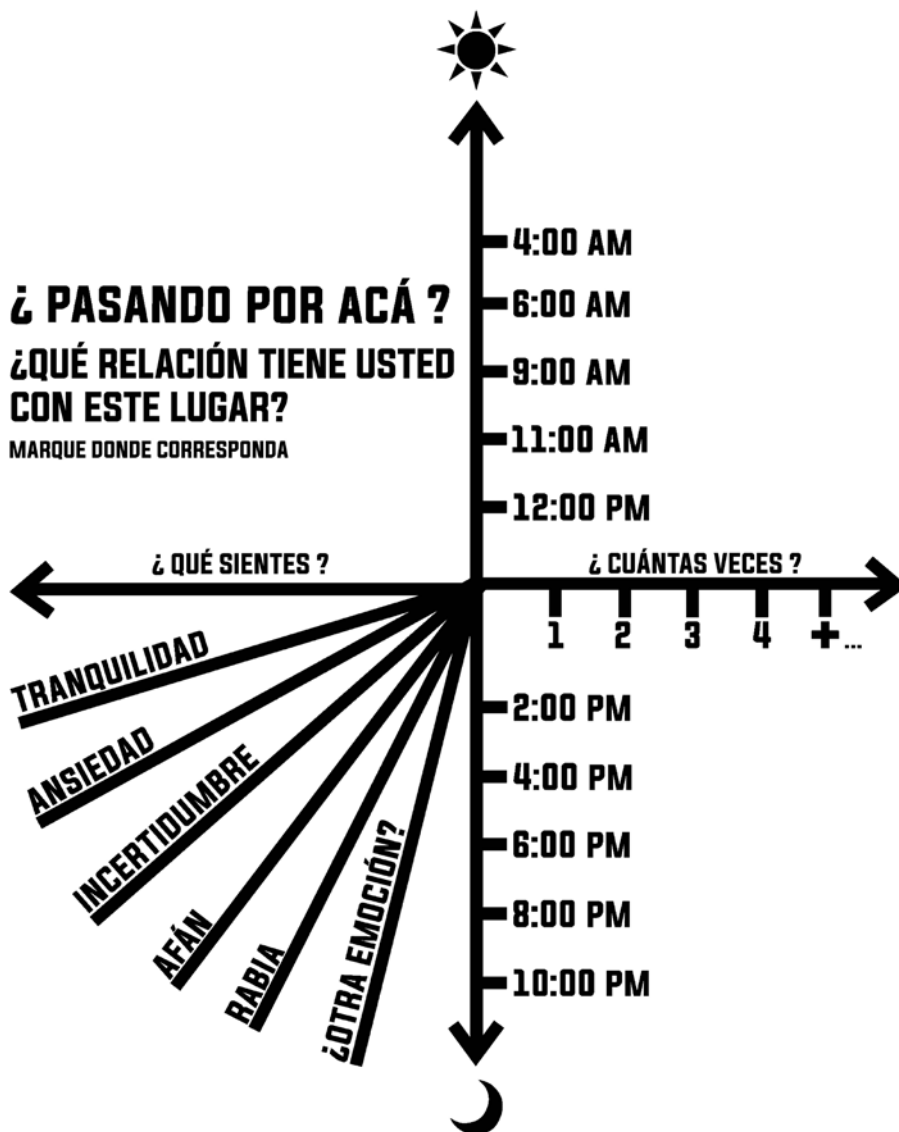 ¿ PASANDO POR ACÁ ?
¿QUÉ RELACIÓN TIENE USTED
CON ESTE LUGAR?
MARQUE DONDE CORRESPONDA
4:00 AM
6:00 AM
9:00 AM
11:00 AM
12:00 PM
¿ QUÉ SIENTES ?
¿ CUÁNTAS VECES ?
1 2 3 4 + ...
TRANQUILIDAD
ANSIEDAD
INCERTIDUMBRE
AFÁN
RABIA
¿OTRA EMOCIÓN?
2:00 PM
4:00 PM
6:00 PM
8:00 PM
10:00 PM